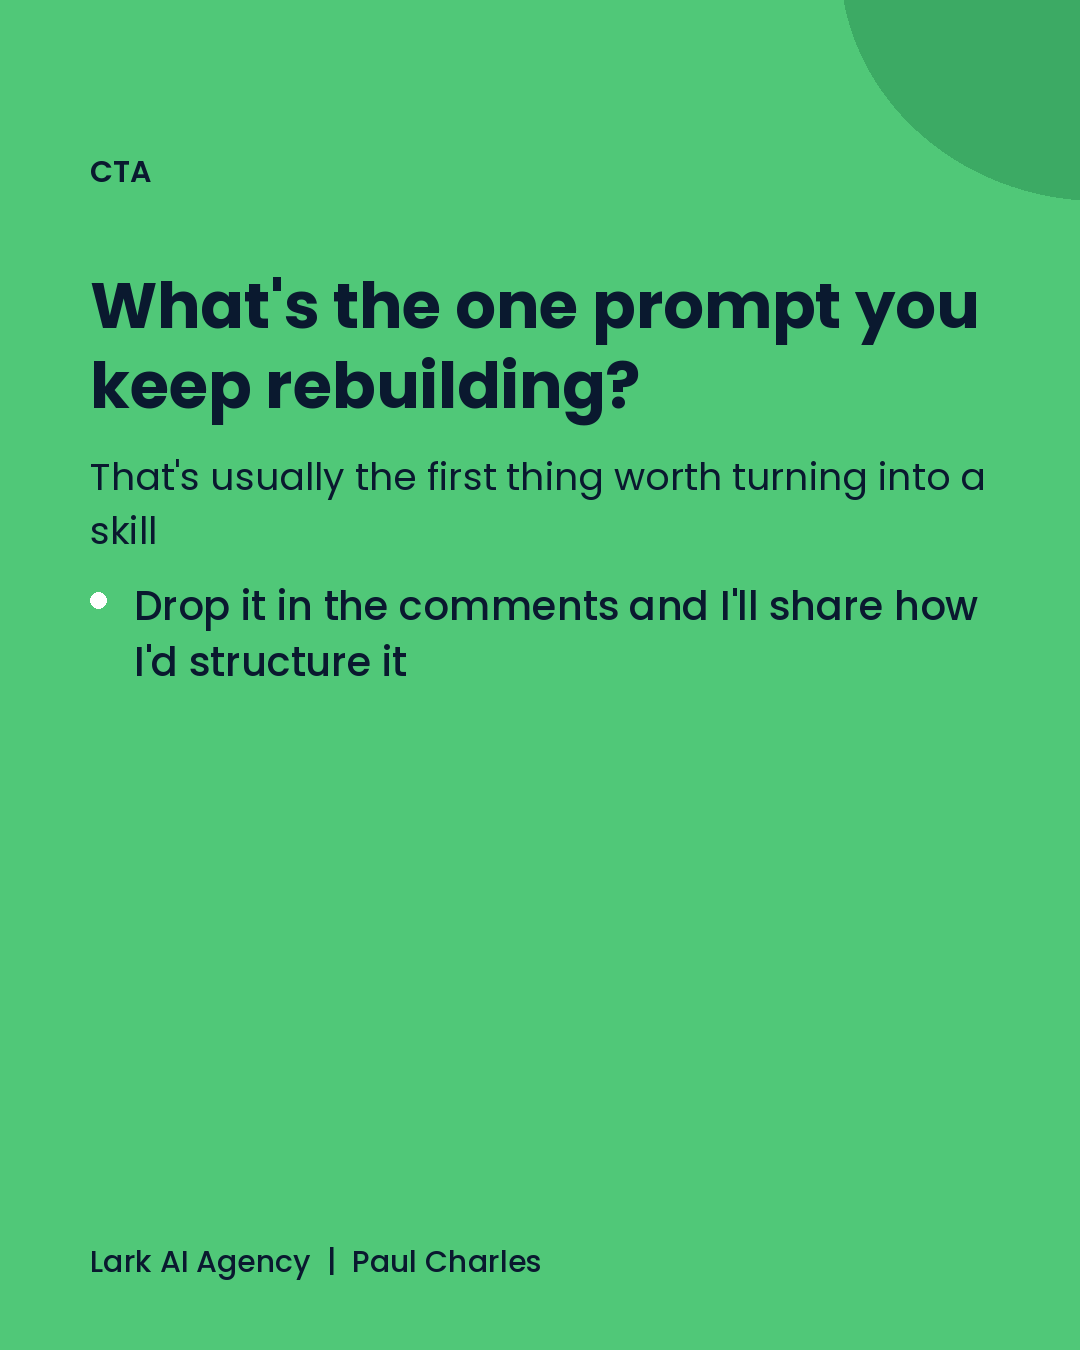 CTA
What's the one prompt you
keep rebuilding?
That's usually the first thing worth turning into a
skill
Drop it in the comments and I'll share how
I'd structure it
Lark AI Agency | Paul Charles